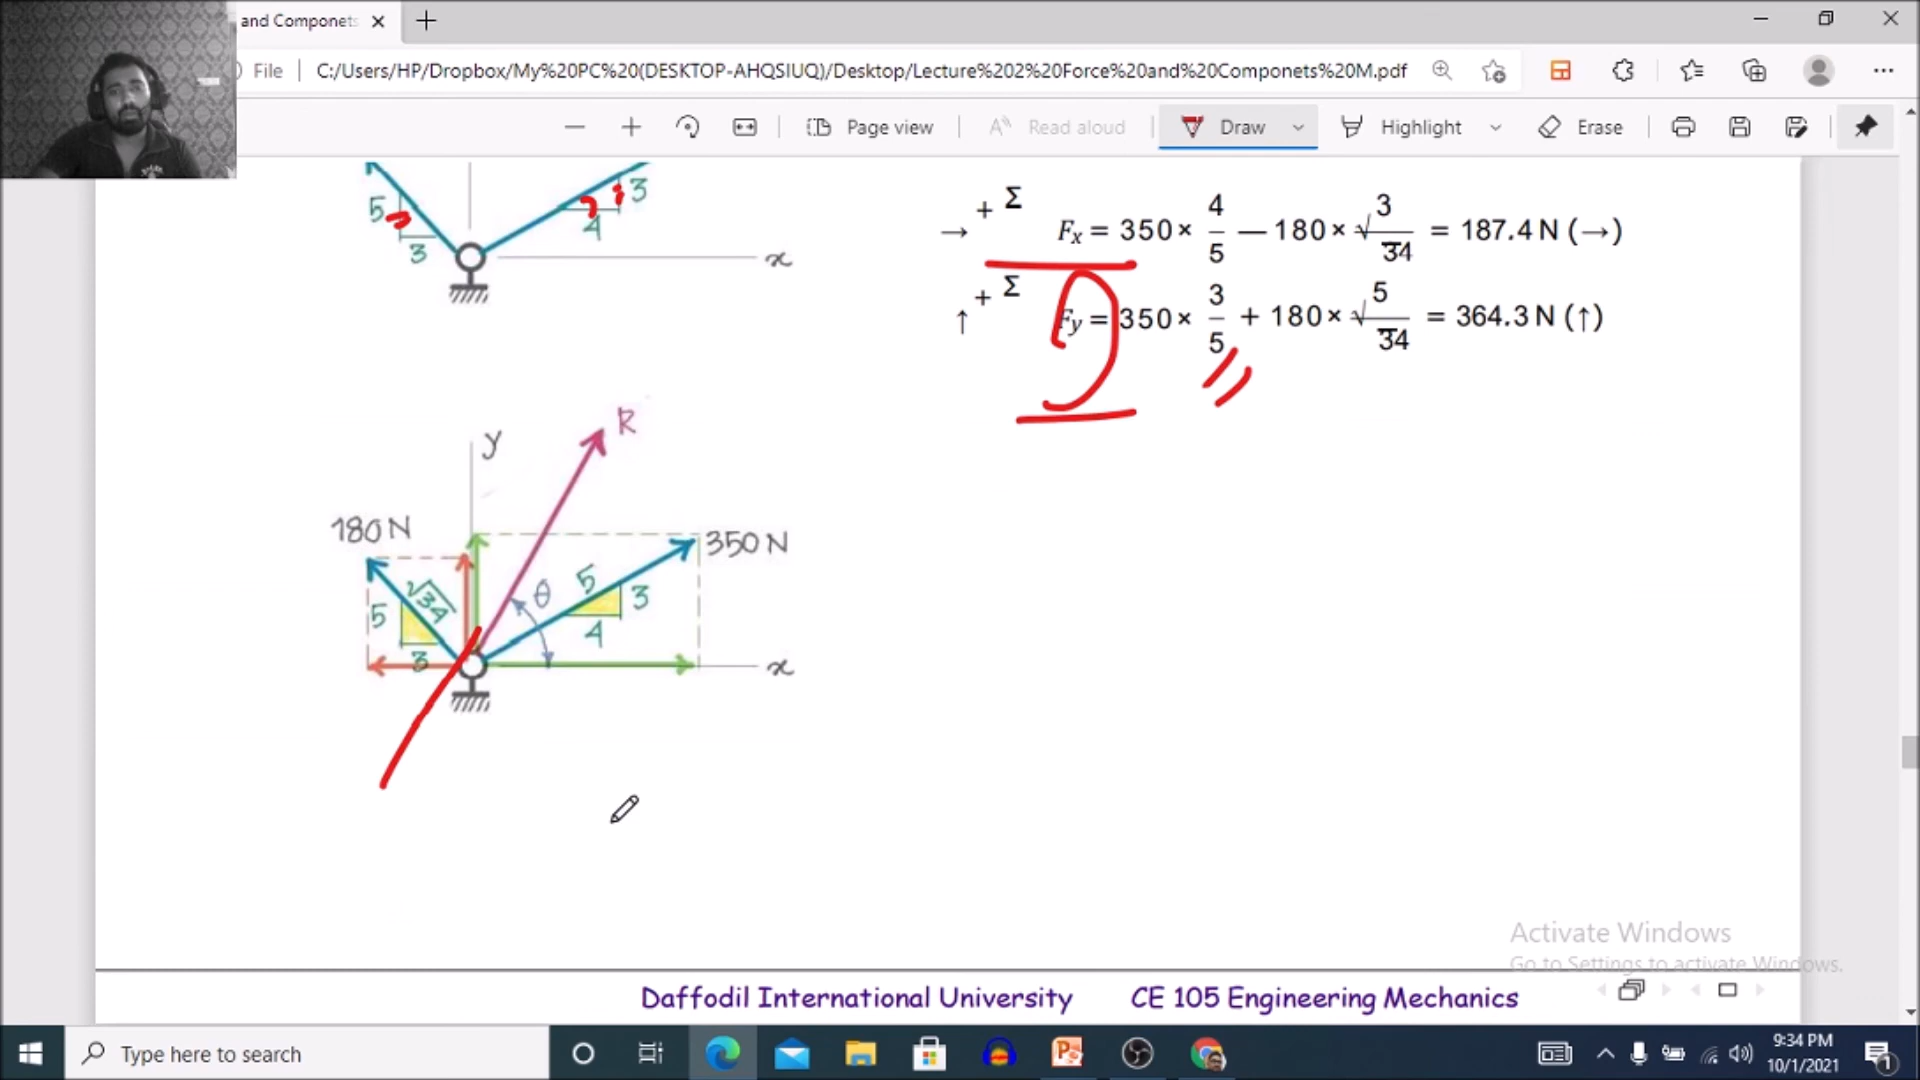 and Componets
File
C:/Users/HP/Dropbox/My%20PC%20(DESKTOP-AHQSIUQ)/Desktop/Lecture%202%20Force%20and%20Componets%20M.pdf
Page view
Read aloud
Draw
Highlight
Erase
5
3
3
4
x
→ + Σ Fx = 350 × 4/5 — 180 × 3/√34 = 187.4 N (→)
↑ + Σ Fy = 350 × 3/5 + 180 × 5/√34 = 364.3 N (↑)
y
R
180 N
350 N
5
√34
3
θ
5
3
4
x
Activate Windows
Go to Settings to activate Windows.
Daffodil International University CE 105 Engineering Mechanics
Type here to search
9:34 PM
10/1/2021
1